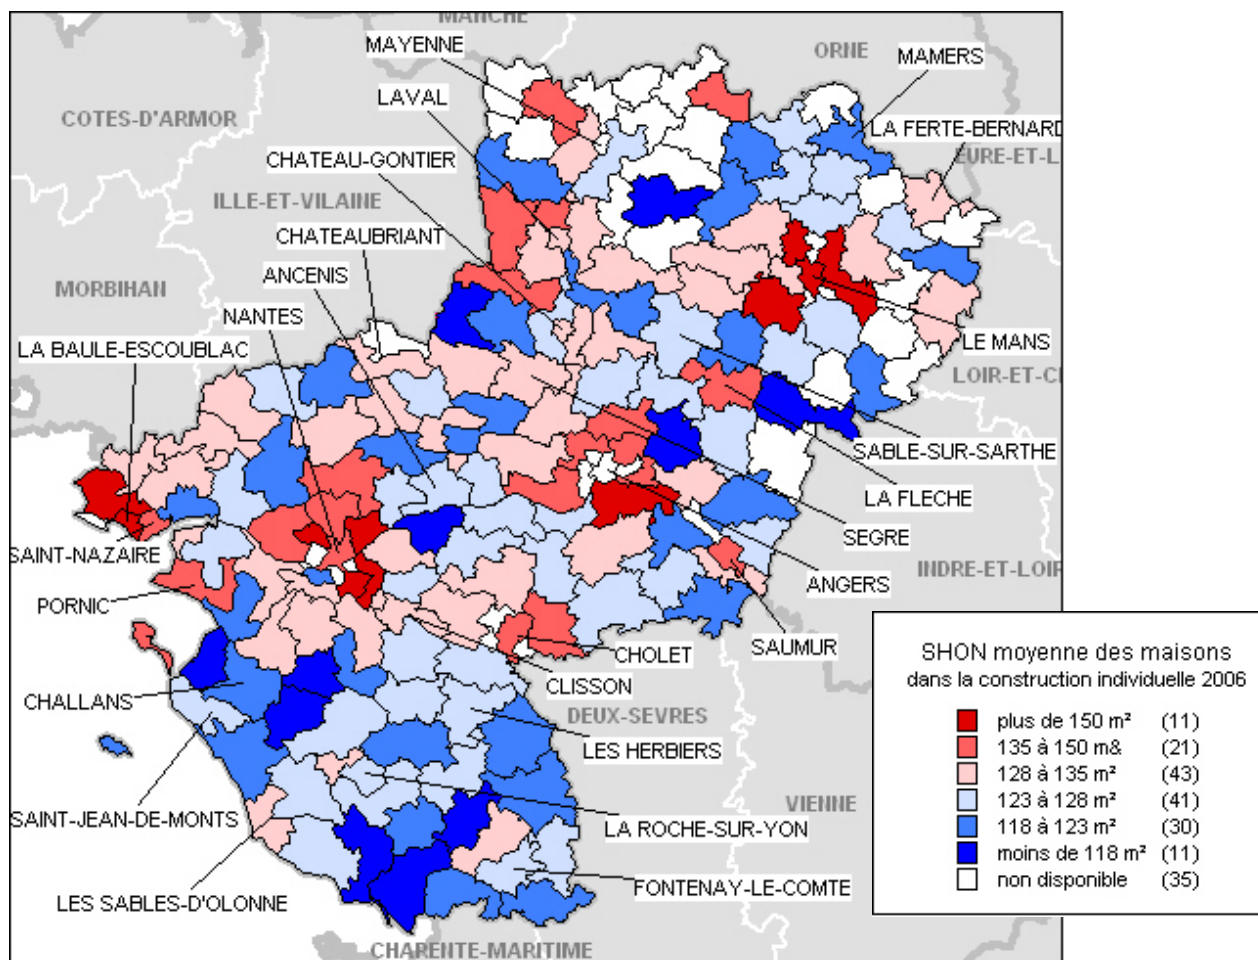 MANCHE
MAYENNE
ORNE
MAMERS
LAVAL
COTES-D'ARMOR
LA FERTE-BERNARD
CHATEAU-GONTIER
EURE-ET-L
ILLE-ET-VILAINE
CHATEAUBRIANT
ANCENIS
MORBIHAN
NANTES
LA BAULE-ESCOUBLAC
LE MANS
LOIR-ET-CH
SABLE-SUR-SARTHE
LA FLECHE
SEGRE
SAINT-NAZAIRE
ANGERS
INDRE-ET-LOIR
PORNIC
SAUMUR
CHOLET
CLISSON
CHALLANS
DEUX-SEVRES
LES HERBIERS
VIENNE
SAINT-JEAN-DE-MONTS
LA ROCHE-SUR-YON
FONTENAY-LE-COMTE
LES SABLES-D'OLONNE
CHARENTE-MARITIME
SHON moyenne des maisons
dans la construction individuelle 2006
plus de 150 m² (11)
135 à 150 m& (21)
128 à 135 m² (43)
123 à 128 m² (41)
118 à 123 m² (30)
moins de 118 m² (11)
non disponible (35)